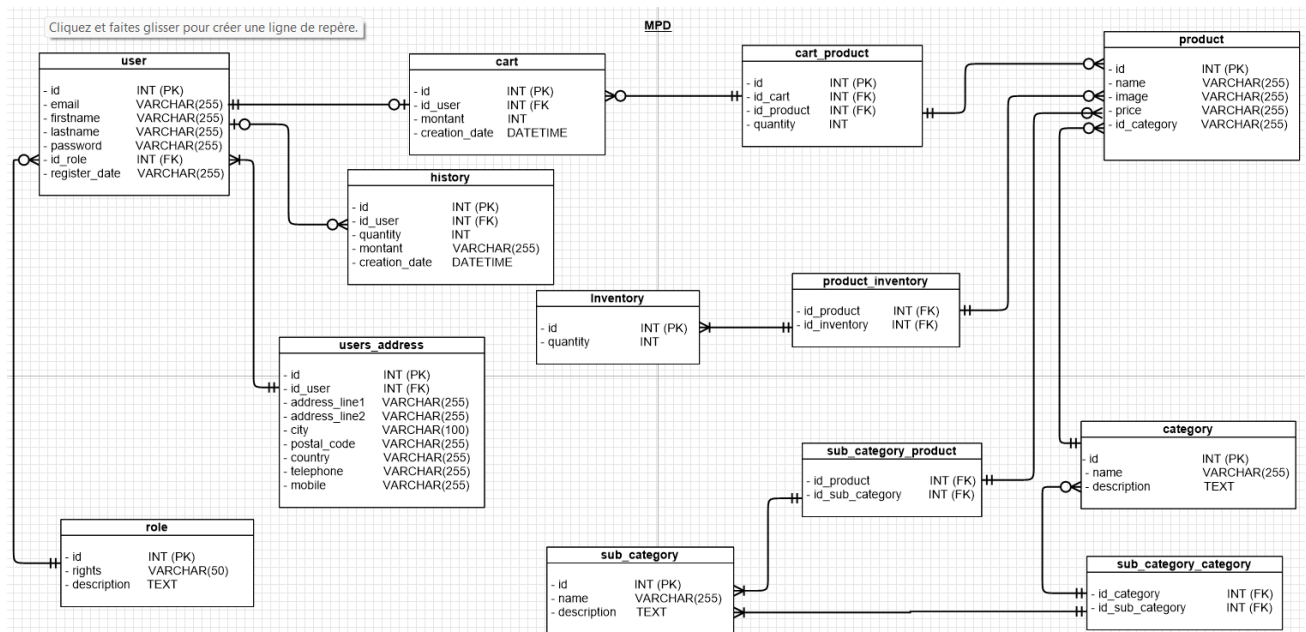 Cliquez et faites glisser pour créer une ligne de repère.
MPD
user
- id INT (PK)
- email VARCHAR(255)
- firstname VARCHAR(255)
- lastname VARCHAR(255)
- password VARCHAR(255)
- id_role INT (FK)
- register_date VARCHAR(255)
cart
- id INT (PK)
- id_user INT (FK)
- montant INT
- creation_date DATETIME
cart_product
- id INT (PK)
- id_cart INT (FK)
- id_product INT (FK)
- quantity INT
product
- id INT (PK)
- name VARCHAR(255)
- image VARCHAR(255)
- price VARCHAR(255)
- id_category VARCHAR(255)
history
- id INT (PK)
- id_user INT (FK)
- quantity INT
- montant VARCHAR(255)
- creation_date DATETIME
Inventory
- id INT (PK)
- quantity INT
product_inventory
- id_product INT (FK)
- id_inventory INT (FK)
users_address
- id INT (PK)
- id_user INT (FK)
- address_line1 VARCHAR(255)
- address_line2 VARCHAR(255)
- city VARCHAR(100)
- postal_code VARCHAR(255)
- country VARCHAR(255)
- telephone VARCHAR(255)
- mobile VARCHAR(255)
sub_category_product
- id_product INT (FK)
- id_sub_category INT (FK)
category
- id INT (PK)
- name VARCHAR(255)
- description TEXT
role
- id INT (PK)
- rights VARCHAR(50)
- description TEXT
sub_category
- id INT (PK)
- name VARCHAR(255)
- description TEXT
sub_category_category
- id_category INT (FK)
- id_sub_category INT (FK)